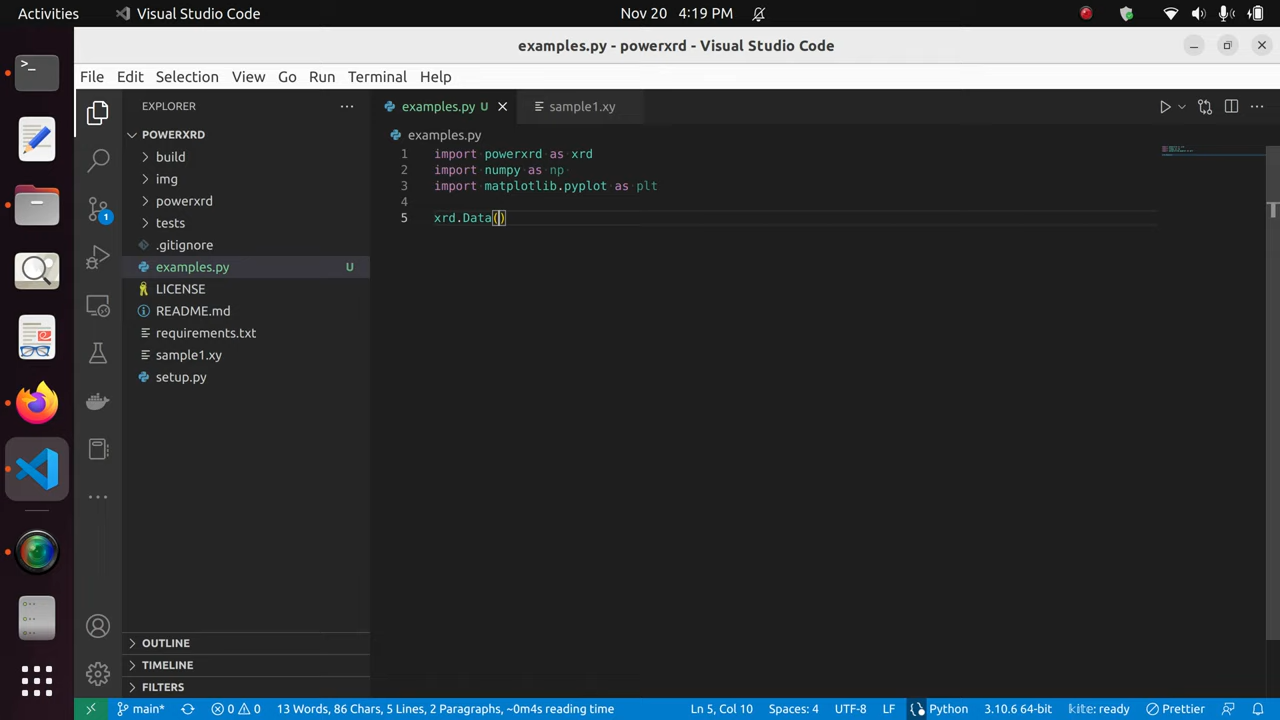 Activities
Visual Studio Code
Nov 20 4:19 PM
examples.py - powerxrd - Visual Studio Code
File Edit Selection View Go Run Terminal Help
EXPLORER
POWERXRD
build
img
powerxrd
tests
.gitignore
examples.py U
LICENSE
README.md
requirements.txt
sample1.xy
setup.py
OUTLINE
TIMELINE
FILTERS
1
examples.py U
sample1.xy
examples.py
1 import powerxrd as xrd
2 import numpy as np
3 import matplotlib.pyplot as plt
4
5 xrd.Data()
main*
0 0
13 Words, 86 Chars, 5 Lines, 2 Paragraphs, ~0m4s reading time
Ln 5, Col 10
Spaces: 4
UTF-8
LF
Python
3.10.6 64-bit
kite: ready
Prettier